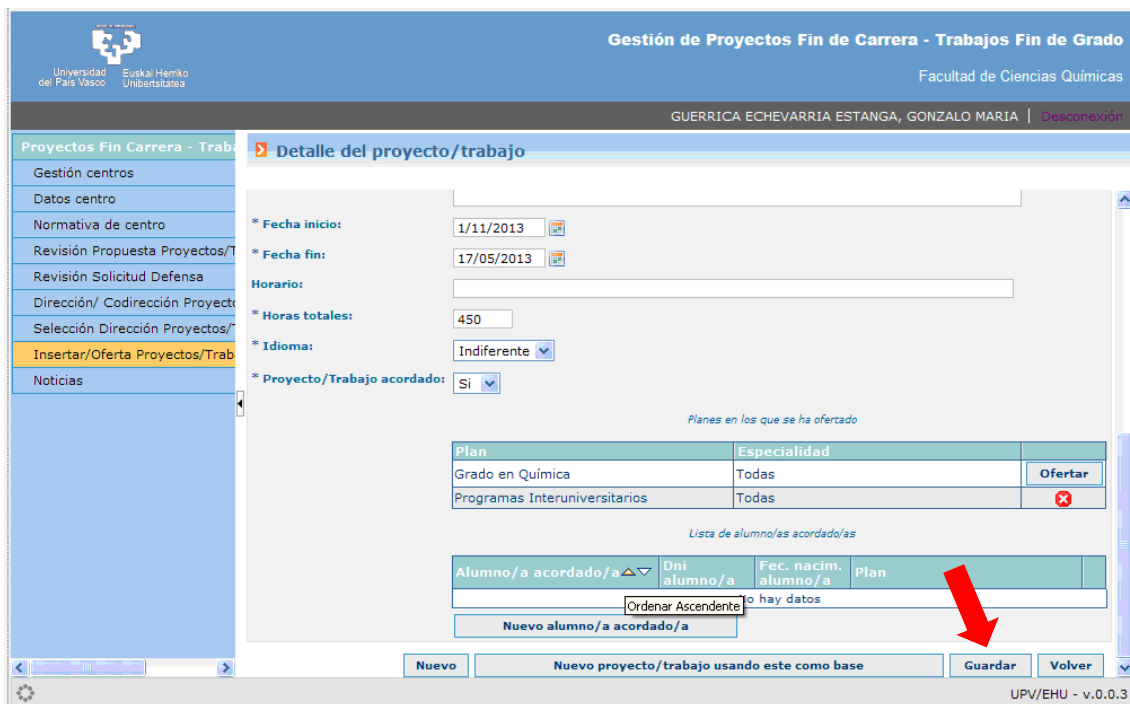 Universidad del País Vasco
Euskal Herriko Unibertsitatea
Gestión de Proyectos Fin de Carrera - Trabajos Fin de Grado
Facultad de Ciencias Químicas
GUERRICA ECHEVARRIA ESTANGA, GONZALO MARIA | Desconexión
Proyectos Fin Carrera - Traba
Gestión centros
Datos centro
Normativa de centro
Revisión Propuesta Proyectos/T
Revisión Solicitud Defensa
Dirección/ Codirección Proyecto
Selección Dirección Proyectos/T
Insertar/Oferta Proyectos/Trab
Noticias
Detalle del proyecto/trabajo
* Fecha inicio: 1/11/2013
* Fecha fin: 17/05/2013
Horario:
* Horas totales: 450
* Idioma: Indiferente
* Proyecto/Trabajo acordado: Si
Planes en los que se ha ofertado
Plan Especialidad
Grado en Química Todas Ofertar
Programas Interuniversitarios Todas
Lista de alumno/as acordado/as
Alumno/a acordado/a Dni alumno/a Fec. nacim. alumno/a Plan
No hay datos
Ordenar Ascendente
Nuevo alumno/a acordado/a
Nuevo Nuevo proyecto/trabajo usando este como base Guardar Volver
UPV/EHU - v.0.0.3